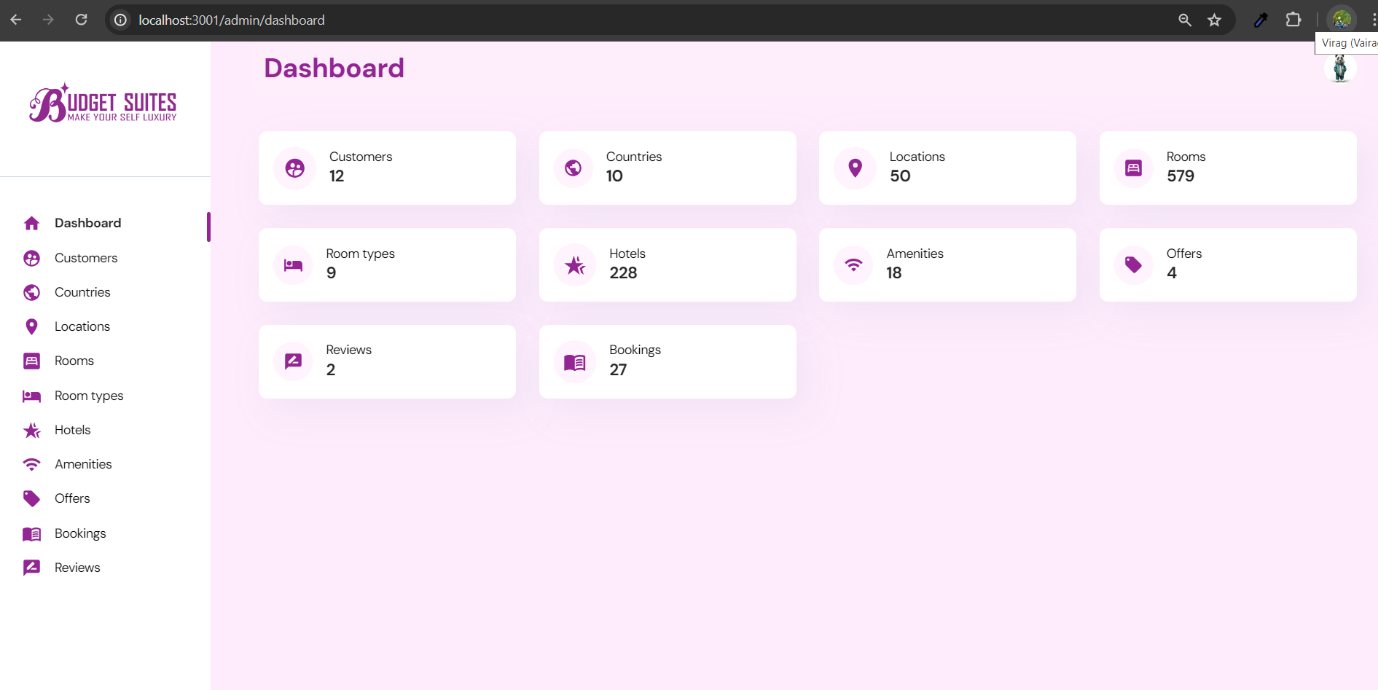 localhost:3001/admin/dashboard
Virag (Vaira
BUDGET SUITES
MAKE YOUR SELF LUXURY
Dashboard
Customers
Countries
Locations
Rooms
Room types
Hotels
Amenities
Offers
Bookings
Reviews
Dashboard
Customers
12
Countries
10
Locations
50
Rooms
579
Room types
9
Hotels
228
Amenities
18
Offers
4
Reviews
2
Bookings
27